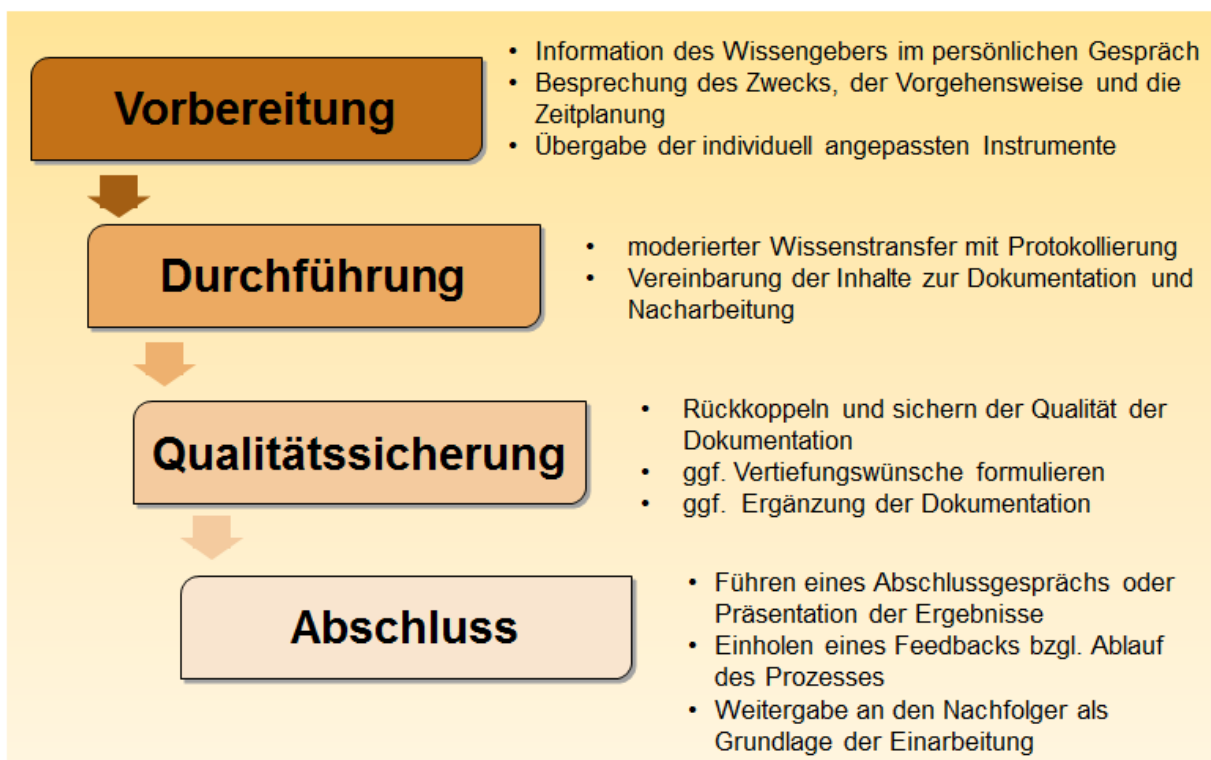 Vorbereitung
• Information des Wissengebers im persönlichen Gespräch
• Besprechung des Zwecks, der Vorgehensweise und die
Zeitplanung
• Übergabe der individuell angepassten Instrumente
Durchführung
• moderierter Wissenstransfer mit Protokollierung
• Vereinbarung der Inhalte zur Dokumentation und
Nacharbeitung
Qualitätssicherung
• Rückkoppeln und sichern der Qualität der
Dokumentation
• ggf. Vertiefungswünsche formulieren
• ggf. Ergänzung der Dokumentation
Abschluss
• Führen eines Abschlussgesprächs oder
Präsentation der Ergebnisse
• Einholen eines Feedbacks bzgl. Ablauf
des Prozesses
• Weitergabe an den Nachfolger als
Grundlage der Einarbeitung